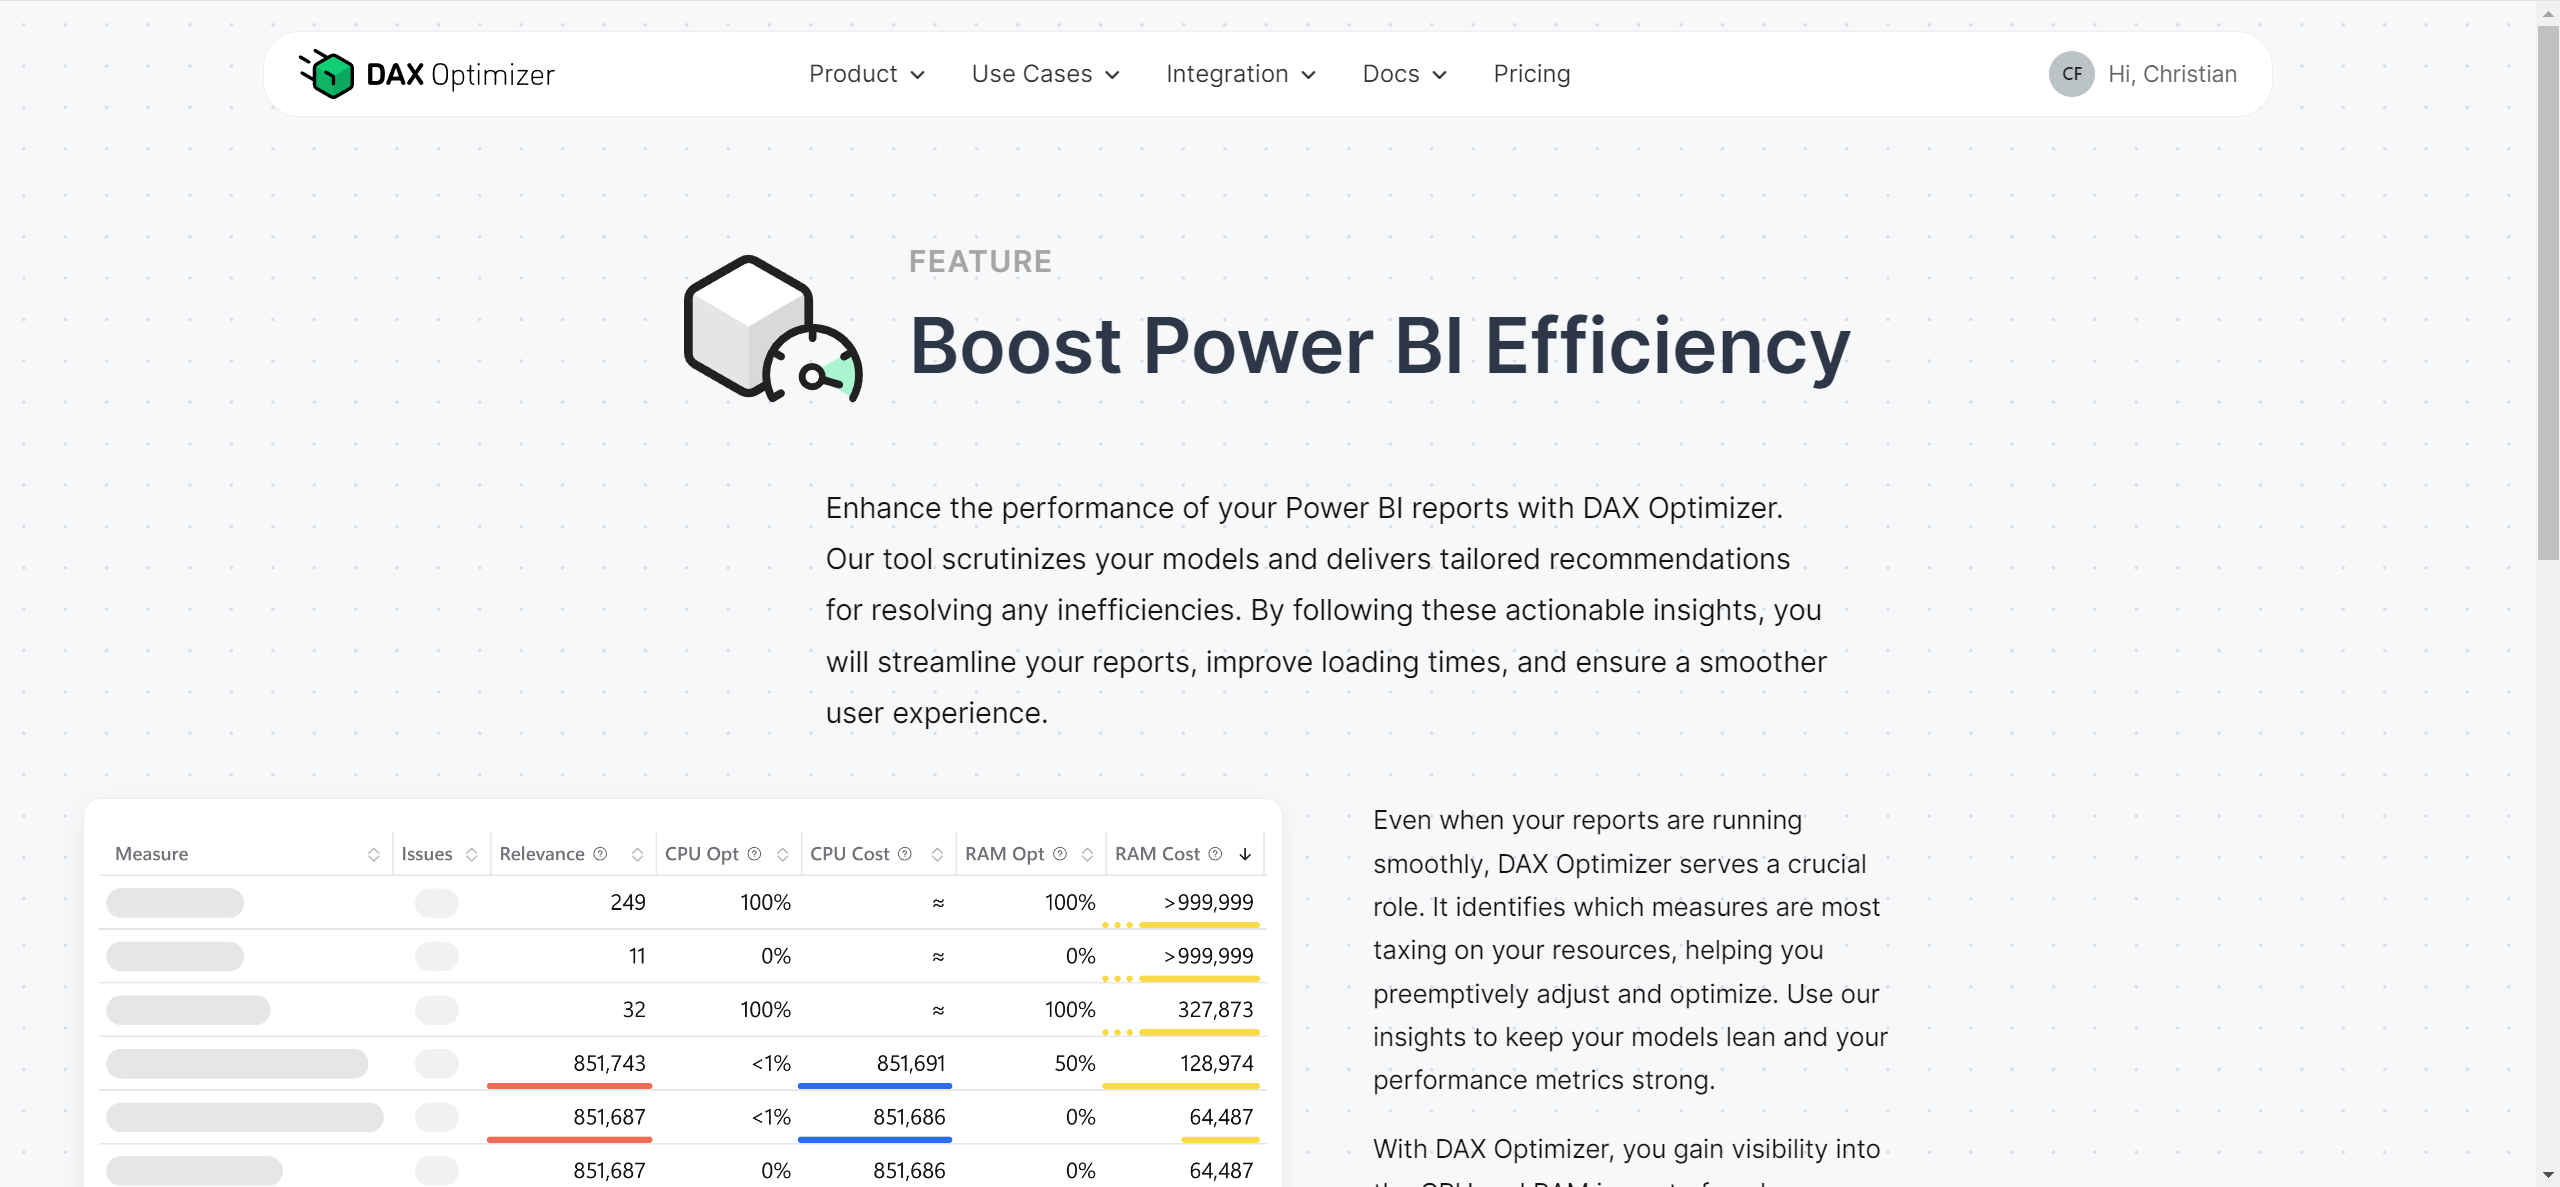 DAX Optimizer
Product
Use Cases
Integration
Docs
Pricing
CF
Hi, Christian
FEATURE
Boost Power BI Efficiency
Enhance the performance of your Power BI reports with DAX Optimizer.
Our tool scrutinizes your models and delivers tailored recommendations
for resolving any inefficiencies. By following these actionable insights, you
will streamline your reports, improve loading times, and ensure a smoother
user experience.
Measure Issues Relevance CPU Opt CPU Cost RAM Opt RAM Cost
249 100% ≈ 100% >999,999
11 0% ≈ 0% >999,999
32 100% ≈ 100% 327,873
851,743 <1% 851,691 50% 128,974
851,687 <1% 851,686 0% 64,487
851,687 0% 851,686 0% 64,487
Even when your reports are running
smoothly, DAX Optimizer serves a crucial
role. It identifies which measures are most
taxing on your resources, helping you
preemptively adjust and optimize. Use our
insights to keep your models lean and your
performance metrics strong.
With DAX Optimizer, you gain visibility into